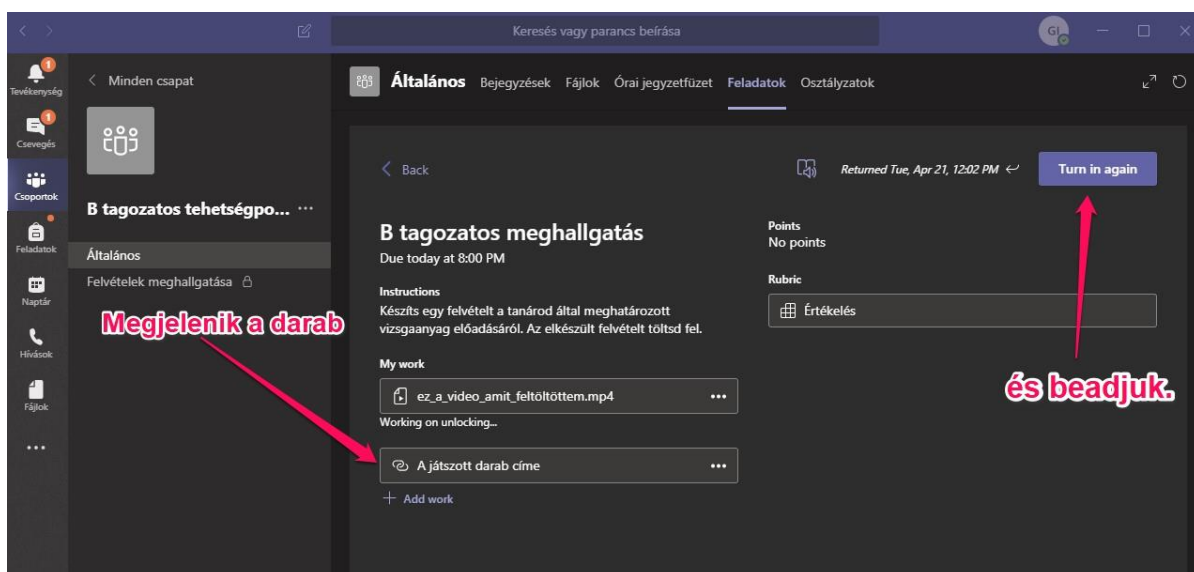 Keresés vagy parancs beírása
GI
1
Tevékenység
1
Csevegés
Csoportok
Feladatok
Naptár
Hívások
Fájlok
Minden csapat
B tagozatos tehetségpo... ...
Általános
Felvételek meghallgatása
Általános Bejegyzések Fájlok Órai jegyzetfüzet Feladatok Osztályzatok
Back
Returned Tue, Apr 21, 12:02 PM
Turn in again
B tagozatos meghallgatás
Due today at 8:00 PM
Instructions
Készíts egy felvételt a tanárod által meghatározott
vizsgaanyag előadásáról. Az elkészült felvételt töltsd fel.
My work
ez_a_video_amit_feltöltöttem.mp4
Working on unlocking...
A játszott darab címe
Add work
Points
No points
Rubric
Értékelés
Megjelenik a darab
és beadjuk.